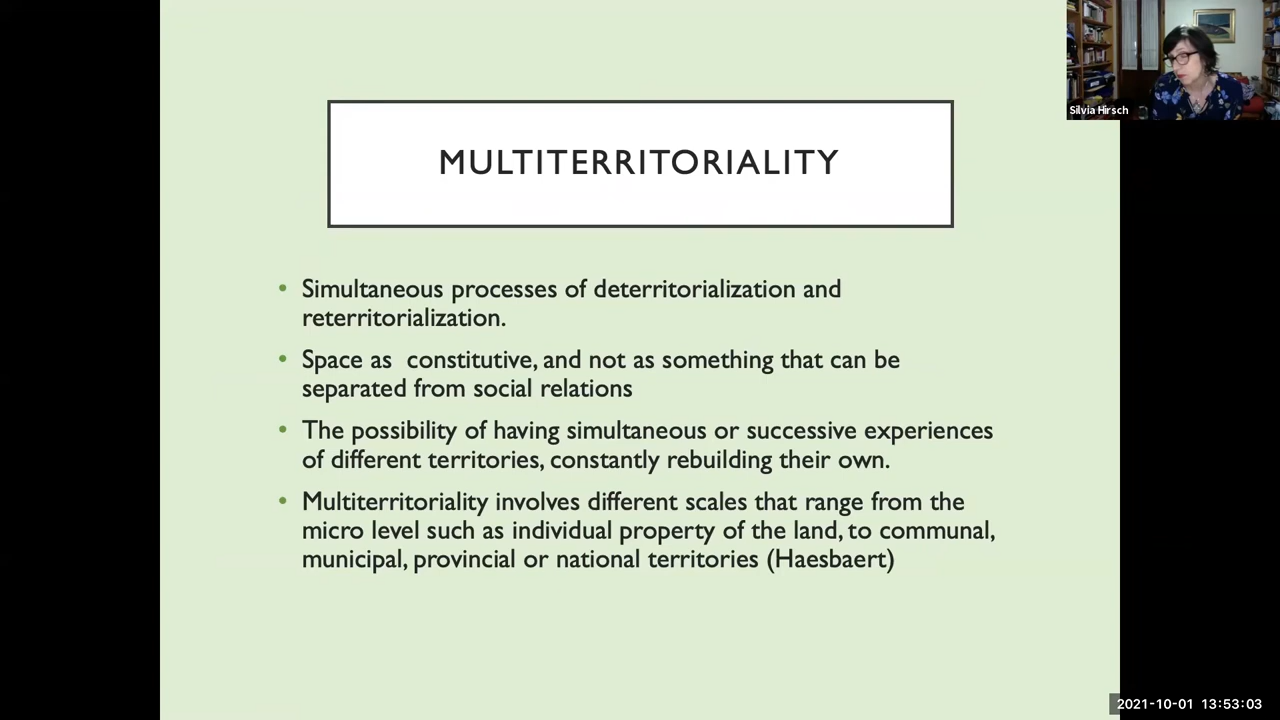 Silvia Hirsch
MULTITERRITORIALITY
• Simultaneous processes of deterritorialization and
reterritorialization.
• Space as  constitutive, and not as something that can be
separated from social relations
• The possibility of having simultaneous or successive experiences
of different territories, constantly rebuilding their own.
• Multiterritoriality involves different scales that range from the
micro level such as individual property of the land, to communal,
municipal, provincial or national territories (Haesbaert)
2021-10-01 13:53:03